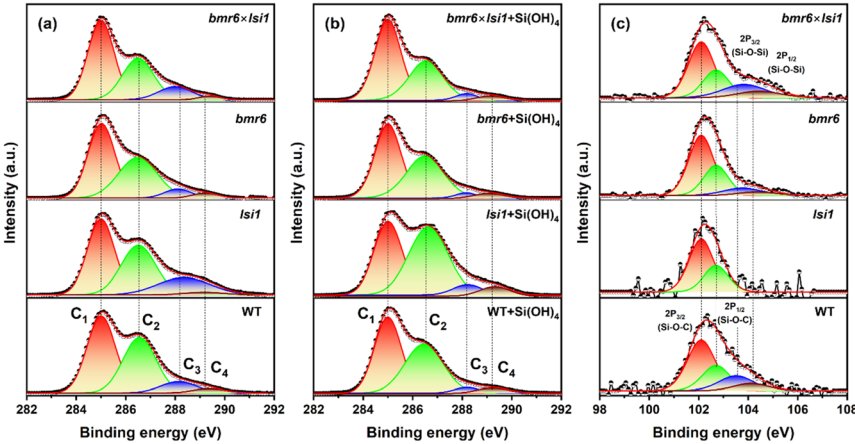 (a)
bmr6×lsi1
bmr6
lsi1
WT
C1
C2
C3
C4
Intensity (a.u.)
282 284 286 288 290 292
Binding energy (eV)
(b)
bmr6×lsi1+Si(OH)4
bmr6+Si(OH)4
lsi1+Si(OH)4
WT+Si(OH)4
C1
C2
C3
C4
Intensity (a.u.)
282 284 286 288 290 292
Binding energy (eV)
(c)
bmr6×lsi1
2P3/2
(Si-O-Si)
2P1/2
(Si-O-Si)
bmr6
lsi1
WT
2P3/2
(Si-O-C)
2P1/2
(Si-O-C)
Intensity (a.u.)
98 100 102 104 106 108
Binding energy (eV)